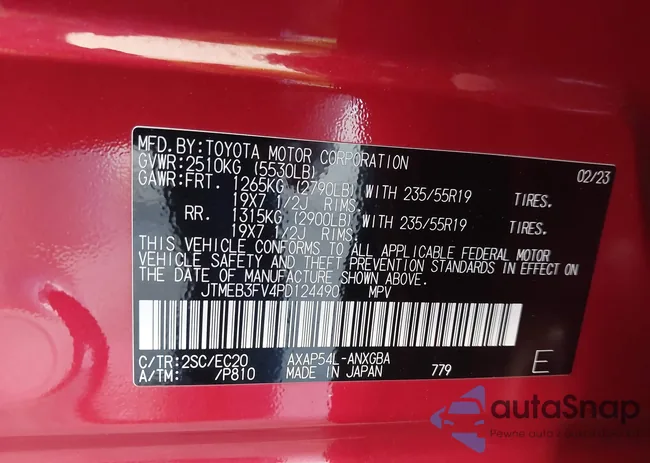 MFD.BY:TOYOTA MOTOR CORPORATION 02/23
GVWR:2510KG (5530LB)
GAWR:FRT. 1265KG (2790LB) WITH 235/55R19 TIRES.
19X7 1/2J RIMS
RR. 1315KG (2900LB) WITH 235/55R19 TIRES.
19X7 1/2J RIMS
THIS VEHICLE CONFORMS TO ALL APPLICABLE FEDERAL MOTOR
VEHICLE SAFETY AND THEFT PREVENTION STANDARDS IN EFFECT ON
THE DATE OF MANUFACTURE SHOWN ABOVE.
JTMEB3FV4PD124490 MPV
C/TR:2SC/EC20 AXAP54L-ANXGBA
A/TM: /P810 MADE IN JAPAN 779 E
autaSnap
Pewne auta z